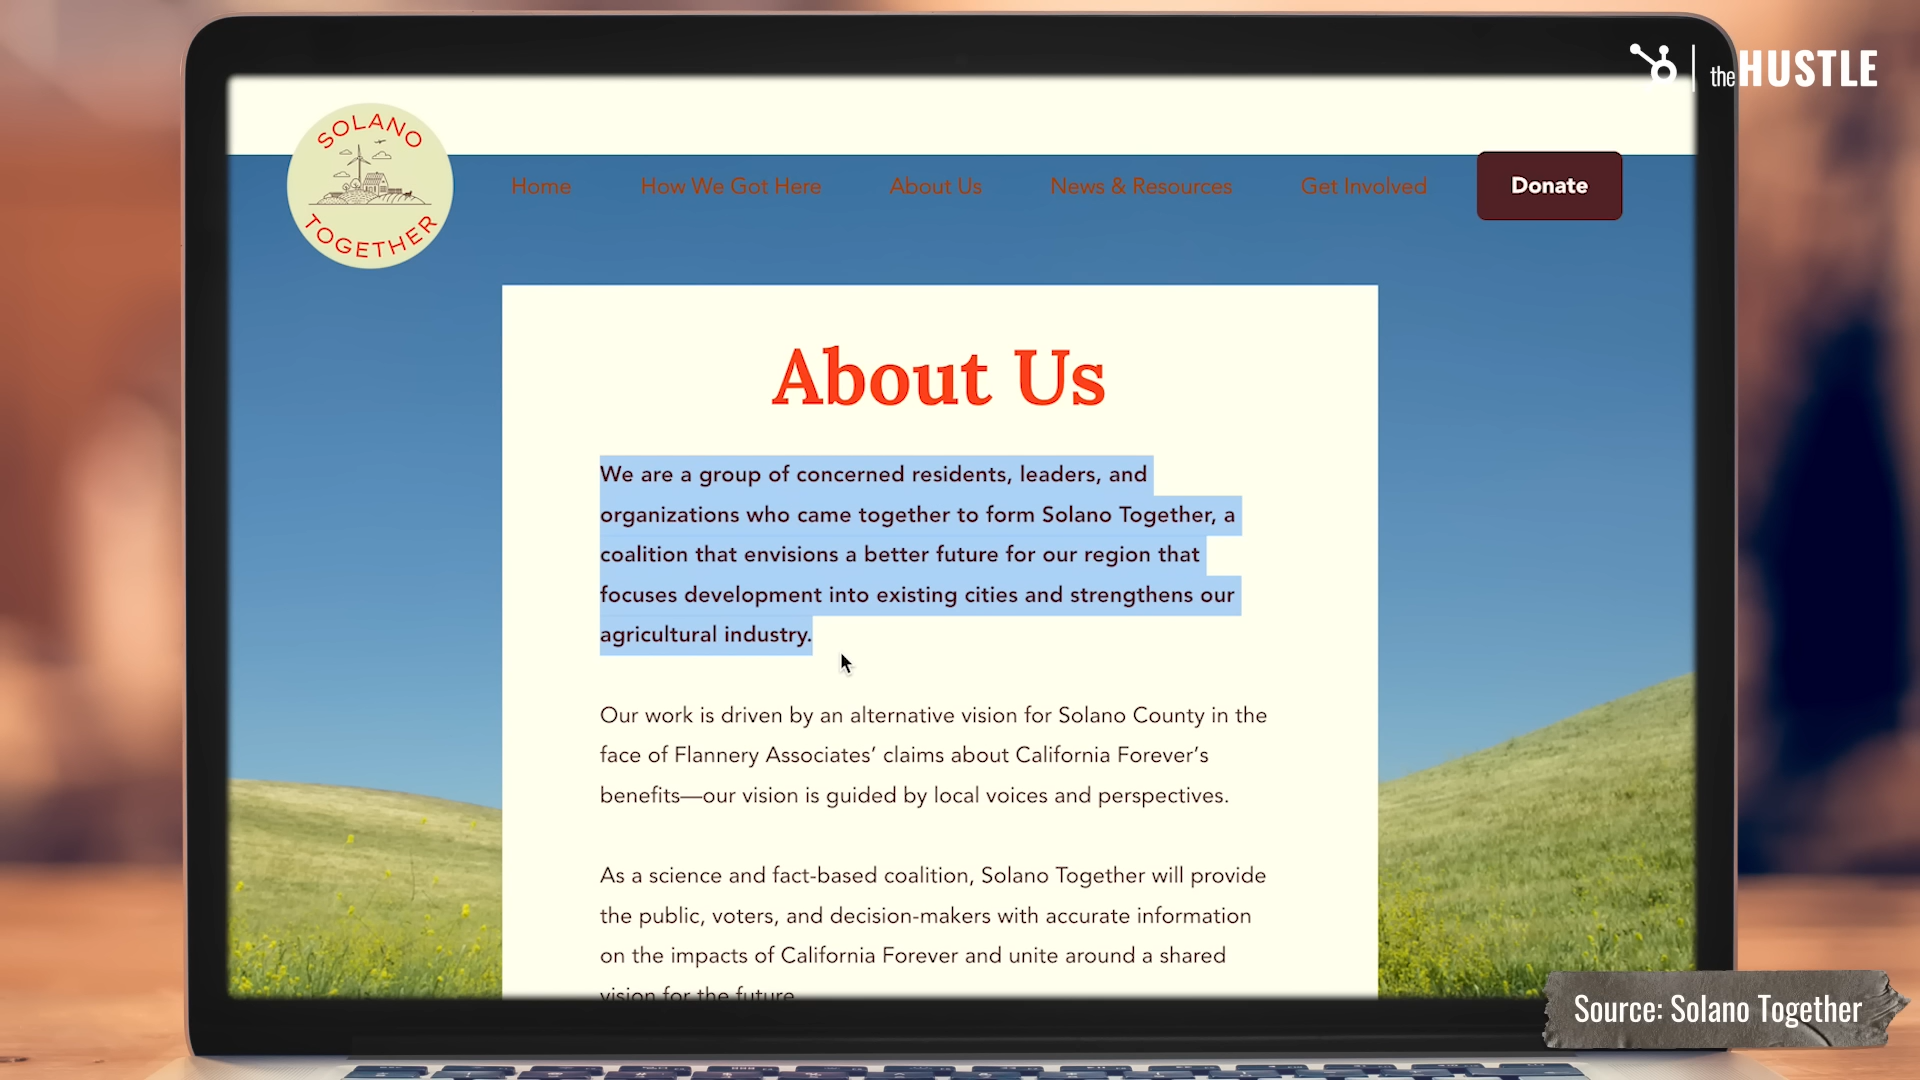 the HUSTLE
SOLANO
TOGETHER
Home
How We Got Here
About Us
News & Resources
Get Involved
Donate
About Us
We are a group of concerned residents, leaders, and
organizations who came together to form Solano Together, a
coalition that envisions a better future for our region that
focuses development into existing cities and strengthens our
agricultural industry.
Our work is driven by an alternative vision for Solano County in the
face of Flannery Associates’ claims about California Forever’s
benefits—our vision is guided by local voices and perspectives.
As a science and fact-based coalition, Solano Together will provide
the public, voters, and decision-makers with accurate information
on the impacts of California Forever and unite around a shared
vision for the future
Source: Solano Together